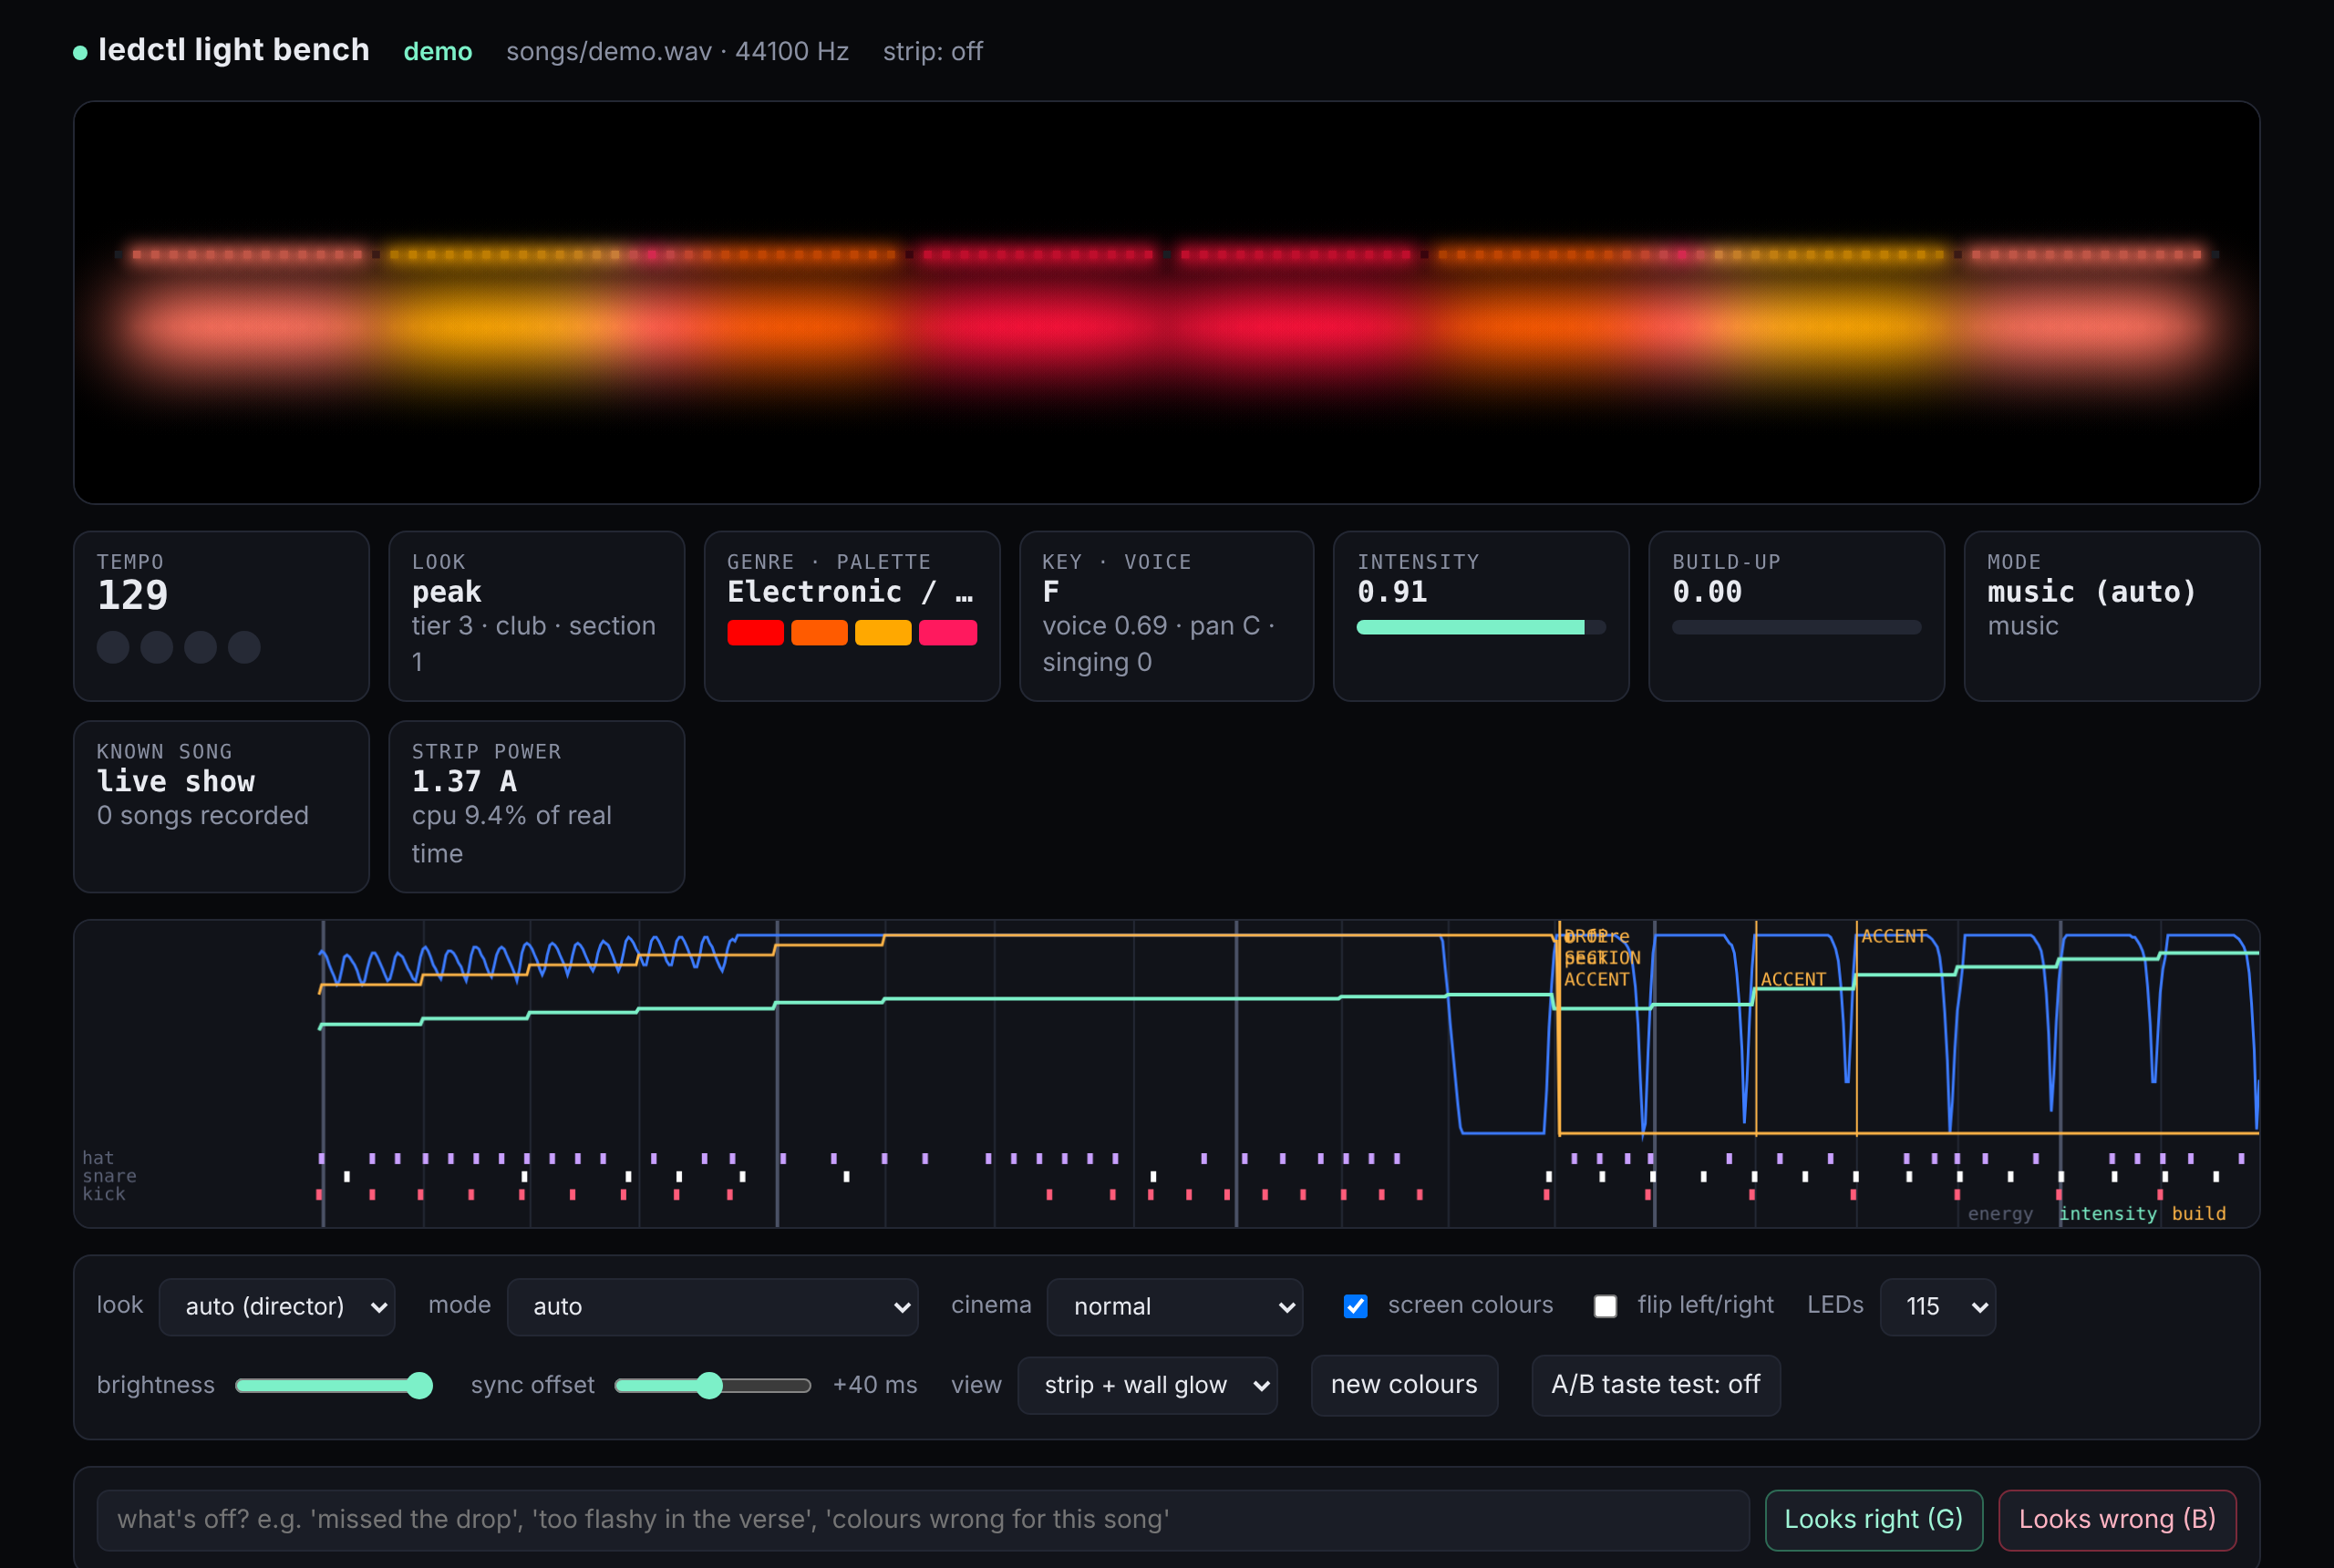 ledctl light bench demo songs/demo.wav · 44100 Hz strip: off
TEMPO
129
LOOK
peak
tier 3 · club · section
1
GENRE · PALETTE
Electronic / …
KEY · VOICE
F
voice 0.69 · pan C ·
singing 0
INTENSITY
0.91
BUILD-UP
0.00
MODE
music (auto)
music
KNOWN SONG
live show
0 songs recorded
STRIP POWER
1.37 A
cpu 9.4% of real
time
ACCENT
ACCENT
ACCENT
hat
snare
kick
energy intensity build
look auto (director) mode auto cinema normal screen colours flip left/right LEDs 115
brightness sync offset +40 ms view strip + wall glow new colours A/B taste test: off
what's off? e.g. 'missed the drop', 'too flashy in the verse', 'colours wrong for this song' Looks right (G) Looks wrong (B)